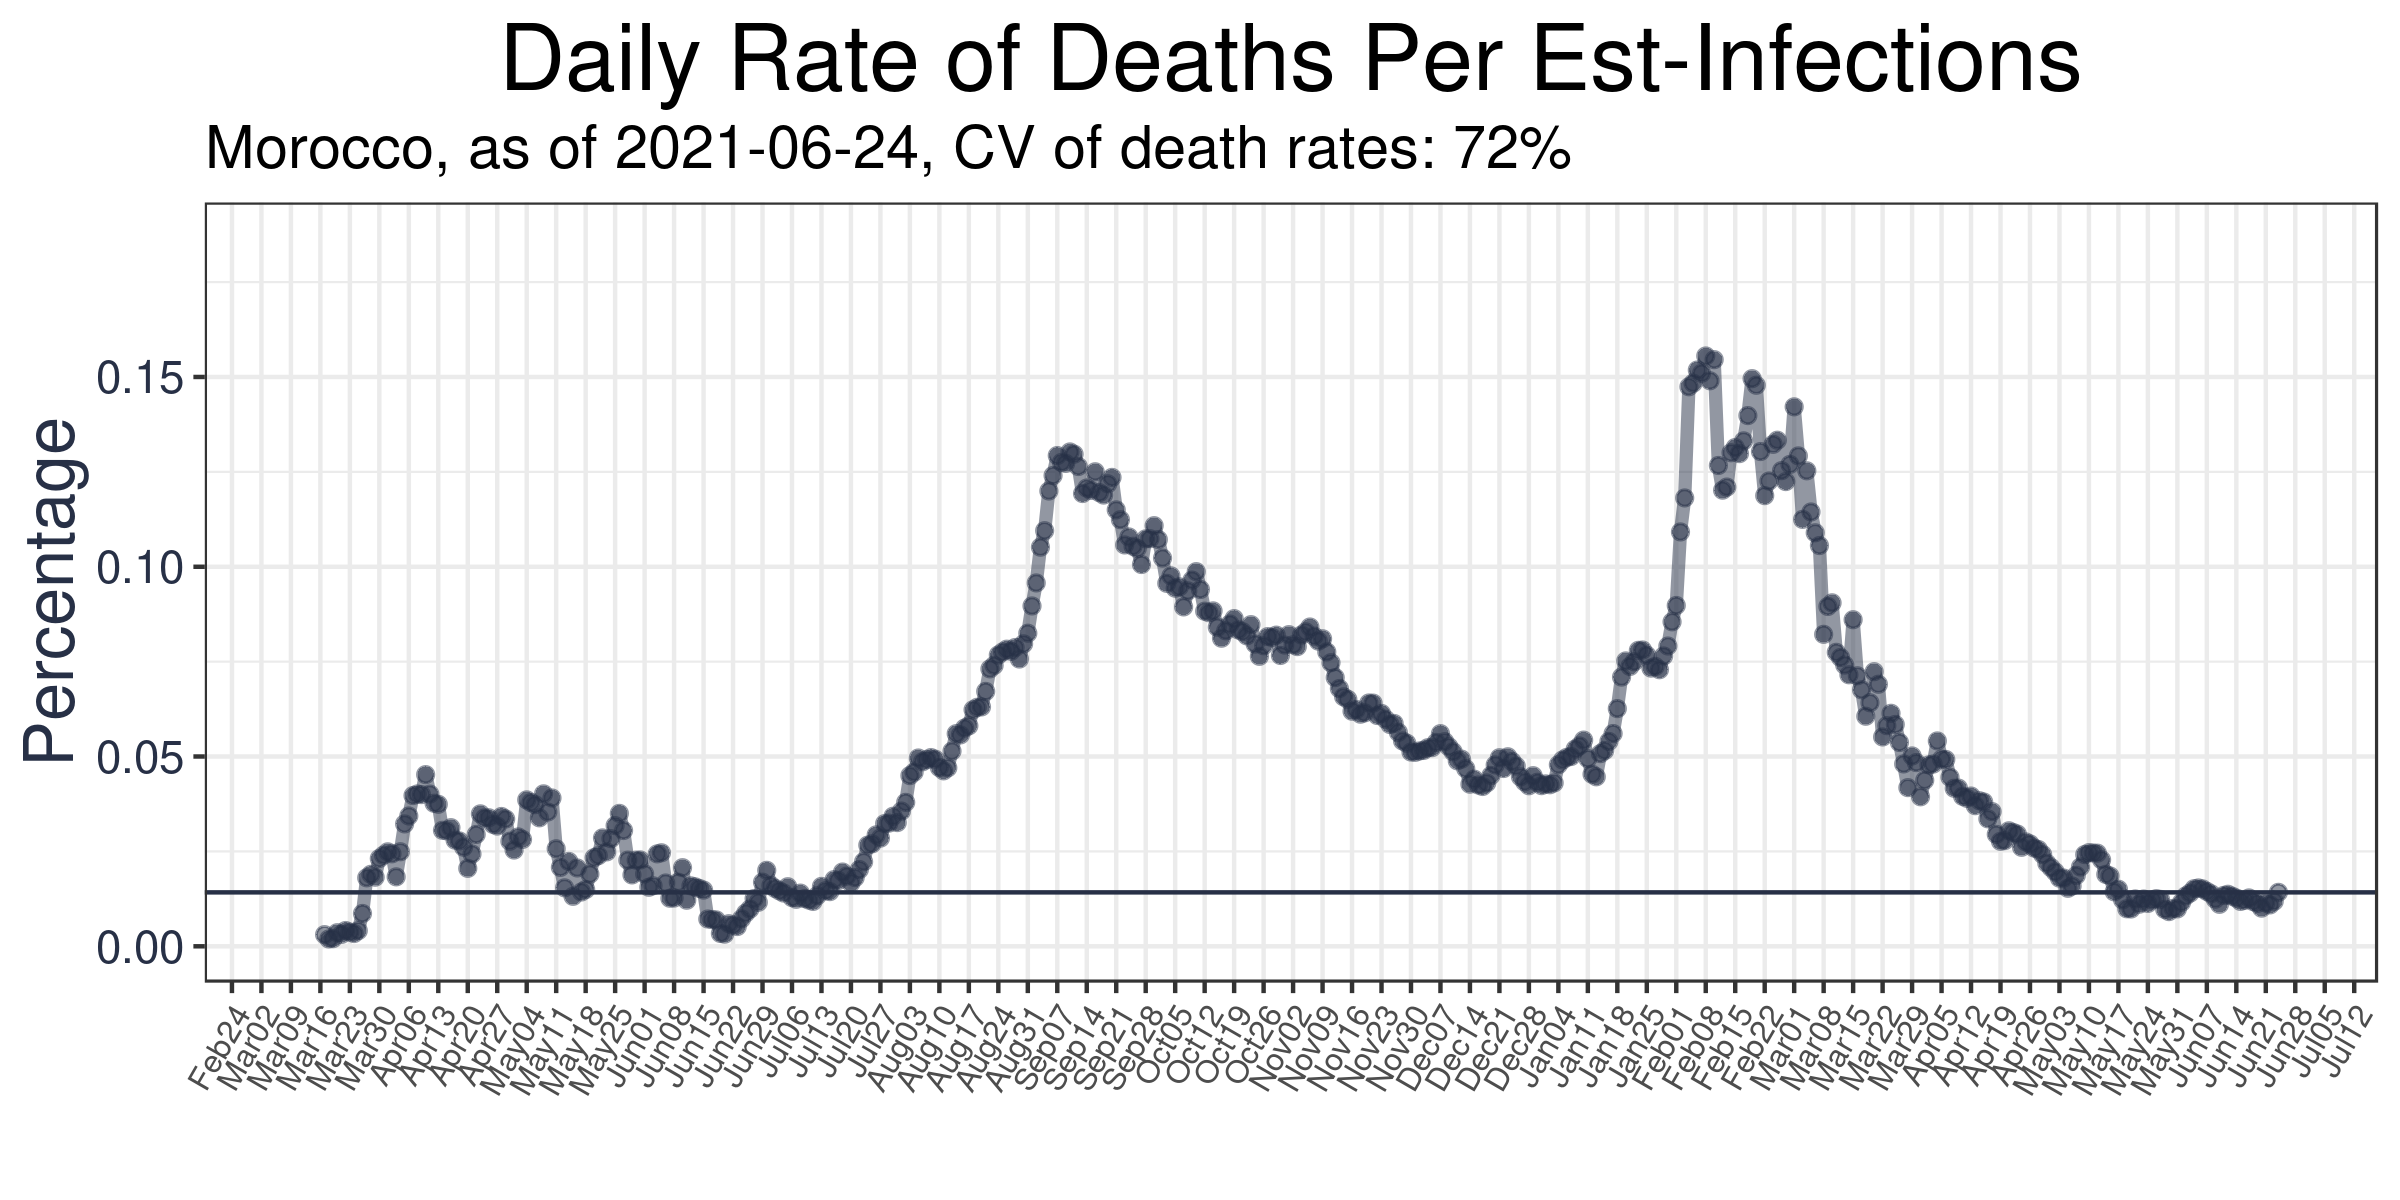 Daily Rate of Deaths Per Est-Infections
Morocco, as of 2021-06-24, CV of death rates: 72%
Percentage
0.15
0.10
0.05
0.00
Feb24
Mar02
Mar09
Mar16
Mar23
Mar30
Apr06
Apr13
Apr20
Apr27
May04
May11
May18
May25
Jun01
Jun08
Jun15
Jun22
Jun29
Jul06
Jul13
Jul20
Jul27
Aug03
Aug10
Aug17
Aug24
Aug31
Sep07
Sep14
Sep21
Sep28
Oct05
Oct12
Oct19
Oct26
Nov02
Nov09
Nov16
Nov23
Nov30
Dec07
Dec14
Dec21
Dec28
Jan04
Jan11
Jan18
Jan25
Feb01
Feb08
Feb15
Feb22
Mar01
Mar08
Mar15
Mar22
Mar29
Apr05
Apr12
Apr19
Apr26
May03
May10
May17
May24
May31
Jun07
Jun14
Jun21
Jun28
Jul05
Jul12